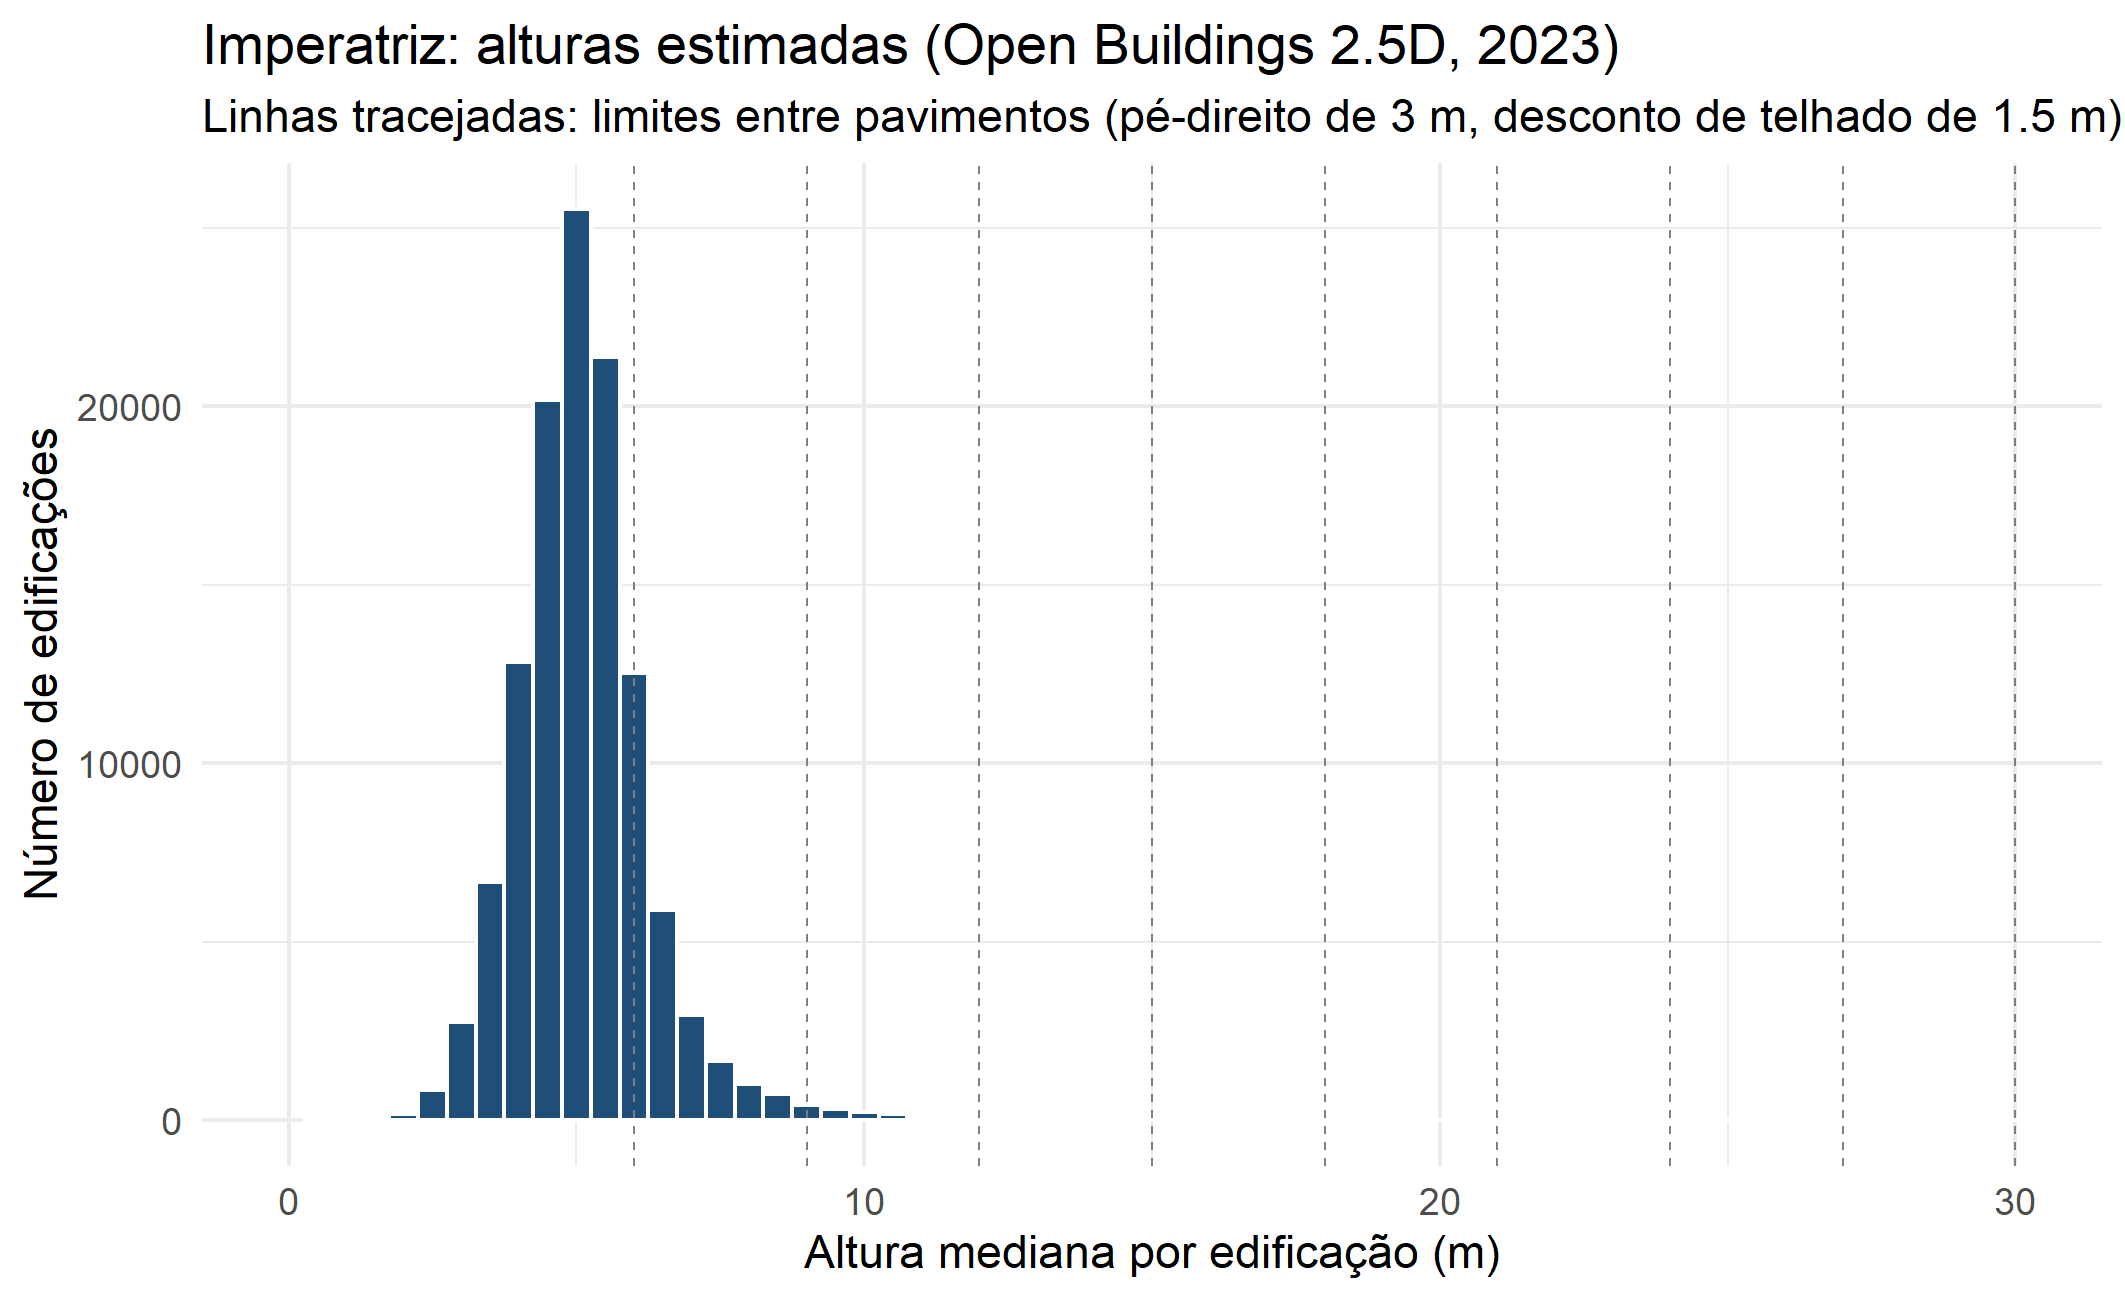 Imperatriz: alturas estimadas (Open Buildings 2.5D, 2023)
Linhas tracejadas: limites entre pavimentos (pé-direito de 3 m, desconto de telhado de 1.5 m)
Número de edificações
20000
10000
0
0 10 20 30
Altura mediana por edificação (m)